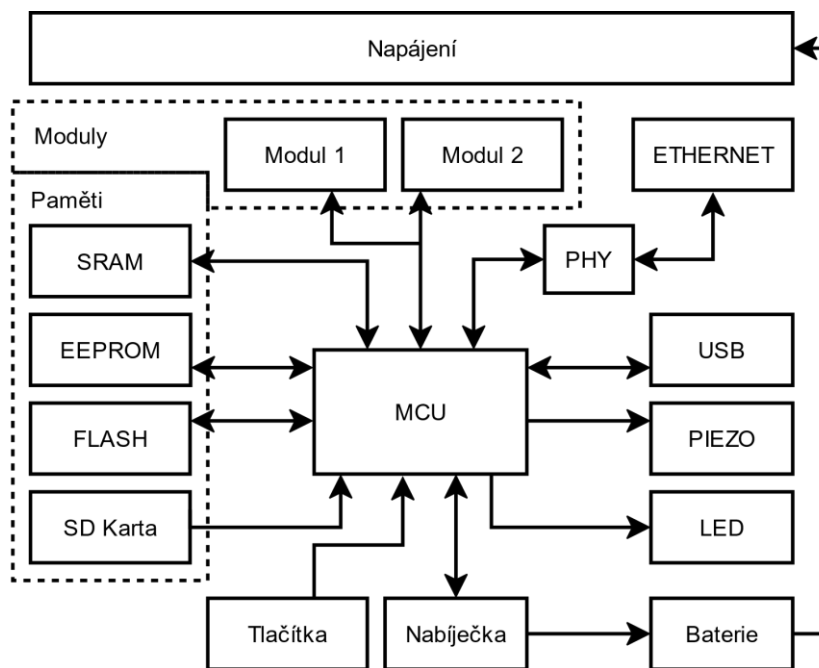 Napájení
Moduly
Modul 1
Modul 2
ETHERNET
Paměti
SRAM
PHY
EEPROM
USB
MCU
FLASH
PIEZO
SD Karta
LED
Tlačítka
Nabíječka
Baterie